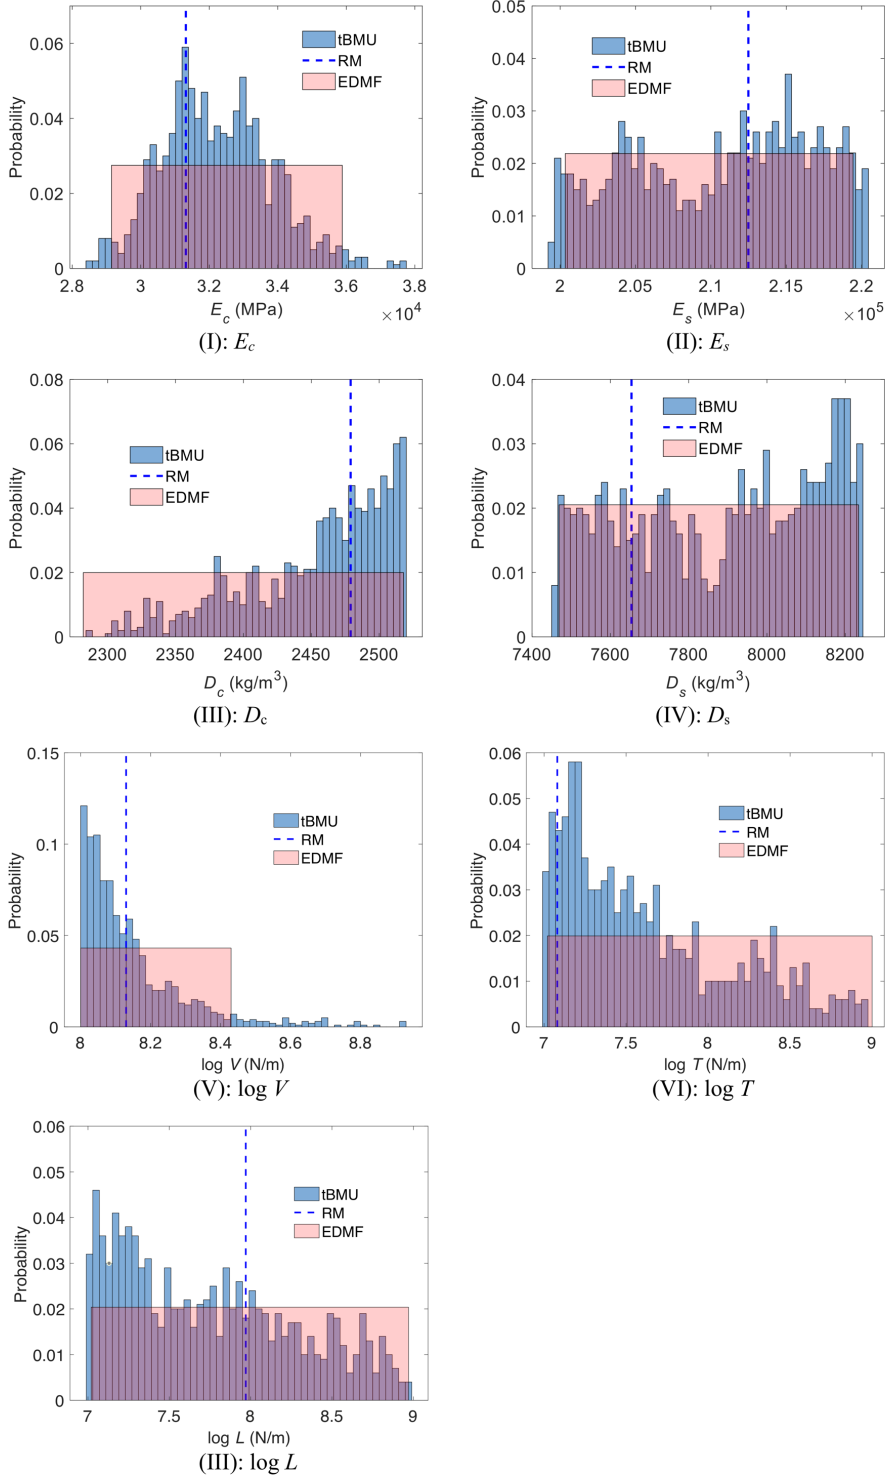 0.06
0.04
0.02
0
Probability
tBMU
RM
EDMF
2.8 3 3.2 3.4 3.6 3.8
E_c (MPa) ×10^4
(I): E_c
0.05
0.04
0.03
0.02
0.01
0
Probability
tBMU
RM
EDMF
2 2.05 2.1 2.15 2.2
E_s (MPa) ×10^5
(II): E_s
0.08
0.06
0.04
0.02
0
Probability
tBMU
RM
EDMF
2300 2350 2400 2450 2500
D_c (kg/m^3)
(III): D_c
0.04
0.03
0.02
0.01
0
Probability
tBMU
RM
EDMF
7400 7600 7800 8000 8200
D_s (kg/m^3)
(IV): D_s
0.15
0.1
0.05
0
Probability
tBMU
RM
EDMF
8 8.2 8.4 8.6 8.8
log V (N/m)
(V): log V
0.06
0.05
0.04
0.03
0.02
0.01
0
Probability
tBMU
RM
EDMF
7 7.5 8 8.5 9
log T (N/m)
(VI): log T
0.06
0.05
0.04
0.03
0.02
0.01
0
Probability
tBMU
RM
EDMF
7 7.5 8 8.5 9
log L (N/m)
(III): log L